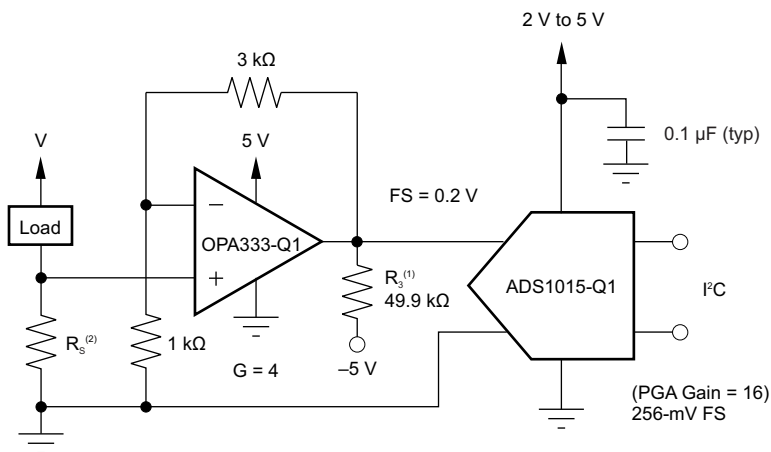 2 V to 5 V
3 kΩ
0.1 μF (typ)
V
5 V
FS = 0.2 V
Load
−
OPA333-Q1
+
ADS1015-Q1
I²C
R₃⁽¹⁾
49.9 kΩ
Rₛ⁽²⁾
1 kΩ
G = 4
–5 V
(PGA Gain = 16)
256-mV FS